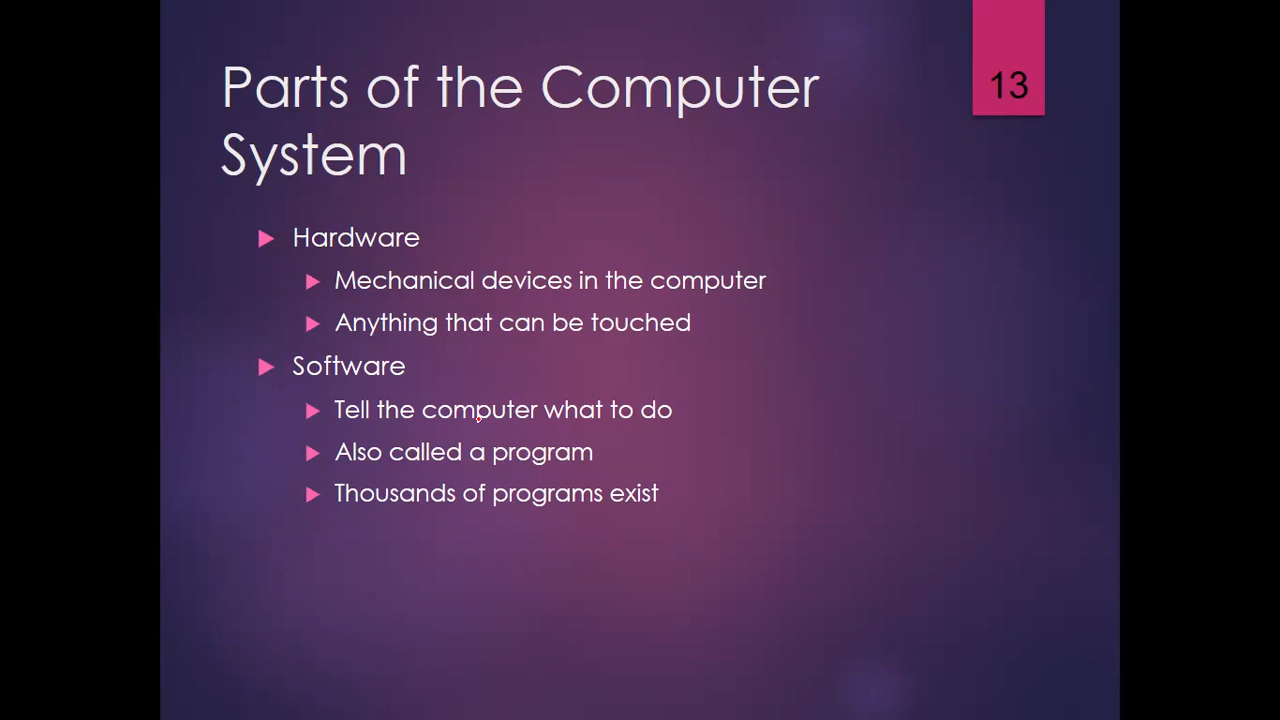 Parts of the Computer
System
13
Hardware
Mechanical devices in the computer
Anything that can be touched
Software
Tell the computer what to do
Also called a program
Thousands of programs exist